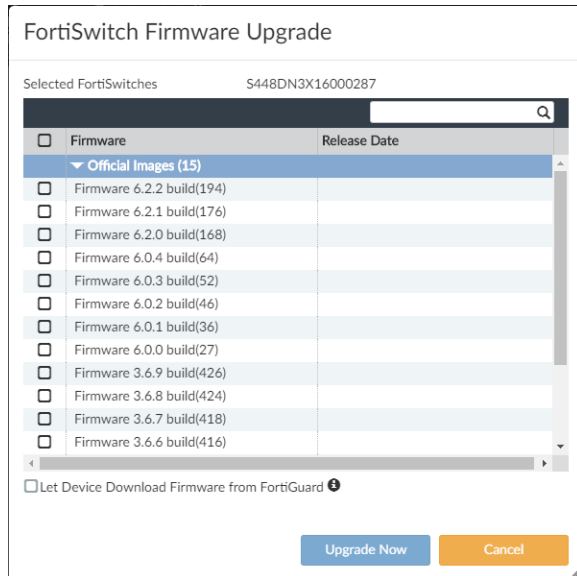 FortiSwitch Firmware Upgrade
Selected FortiSwitches S448DN3X16000287
Firmware Release Date
Official Images (15)
Firmware 6.2.2 build(194)
Firmware 6.2.1 build(176)
Firmware 6.2.0 build(168)
Firmware 6.0.4 build(64)
Firmware 6.0.3 build(52)
Firmware 6.0.2 build(46)
Firmware 6.0.1 build(36)
Firmware 6.0.0 build(27)
Firmware 3.6.9 build(426)
Firmware 3.6.8 build(424)
Firmware 3.6.7 build(418)
Firmware 3.6.6 build(416)
Let Device Download Firmware from FortiGuard
Upgrade Now Cancel